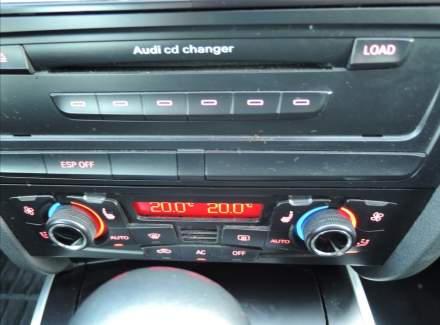 Audi cd changer
LOAD
ESP OFF
20.0°C 20.0°C
AUTO AUTO
AC OFF